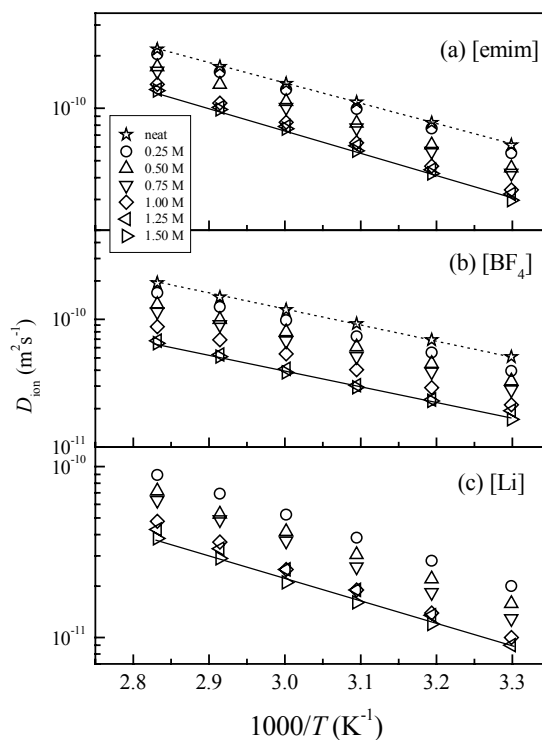 (a) [emim]
10⁻¹⁰
neat
0.25 M
0.50 M
0.75 M
1.00 M
1.25 M
1.50 M
(b) [BF₄]
10⁻¹⁰
D_ion (m²s⁻¹)
10⁻¹¹
10⁻¹⁰
(c) [Li]
10⁻¹¹
2.8 2.9 3.0 3.1 3.2 3.3
1000/T (K⁻¹)